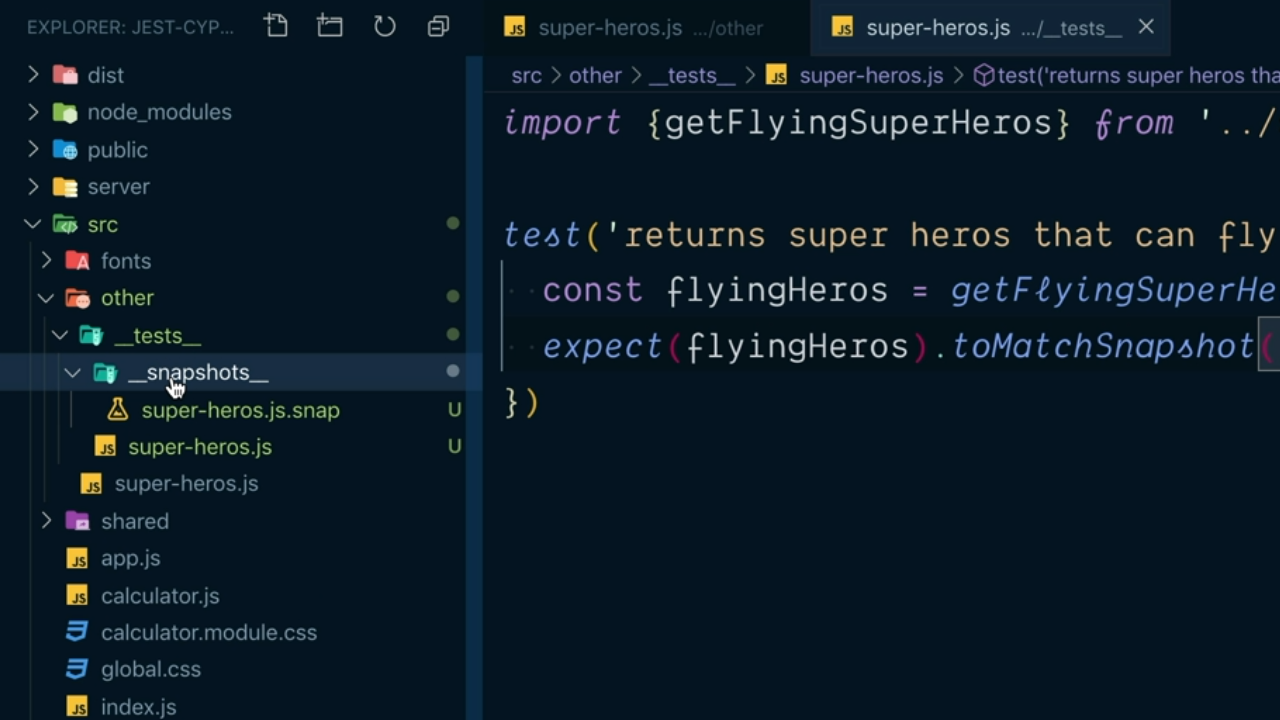 EXPLORER: JEST-CYP...
dist
node_modules
public
server
src
fonts
other
__tests__
__snapshots__
super-heros.js.snap U
super-heros.js U
super-heros.js
shared
app.js
calculator.js
calculator.module.css
global.css
index.js
JS super-heros.js .../other
JS super-heros.js .../__tests__
src > other > __tests__ > JS super-heros.js > test('returns super heros tha
import {getFlyingSuperHeros} from '../
test('returns super heros that can fly
const flyingHeros = getFlyingSuperHe
expect(flyingHeros).toMatchSnapshot(
})